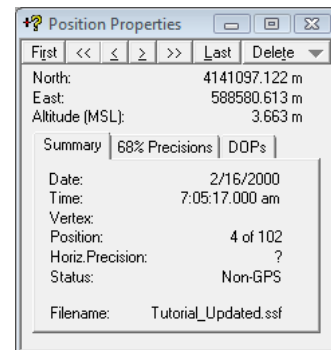 Position Properties
First << < > >> Last Delete
North: 4141097.122 m
East: 588580.613 m
Altitude (MSL): 3.663 m
Summary 68% Precisions DOPs
Date: 2/16/2000
Time: 7:05:17.000 am
Vertex:
Position: 4 of 102
Horiz.Precision: ?
Status: Non-GPS
Filename: Tutorial_Updated.ssf